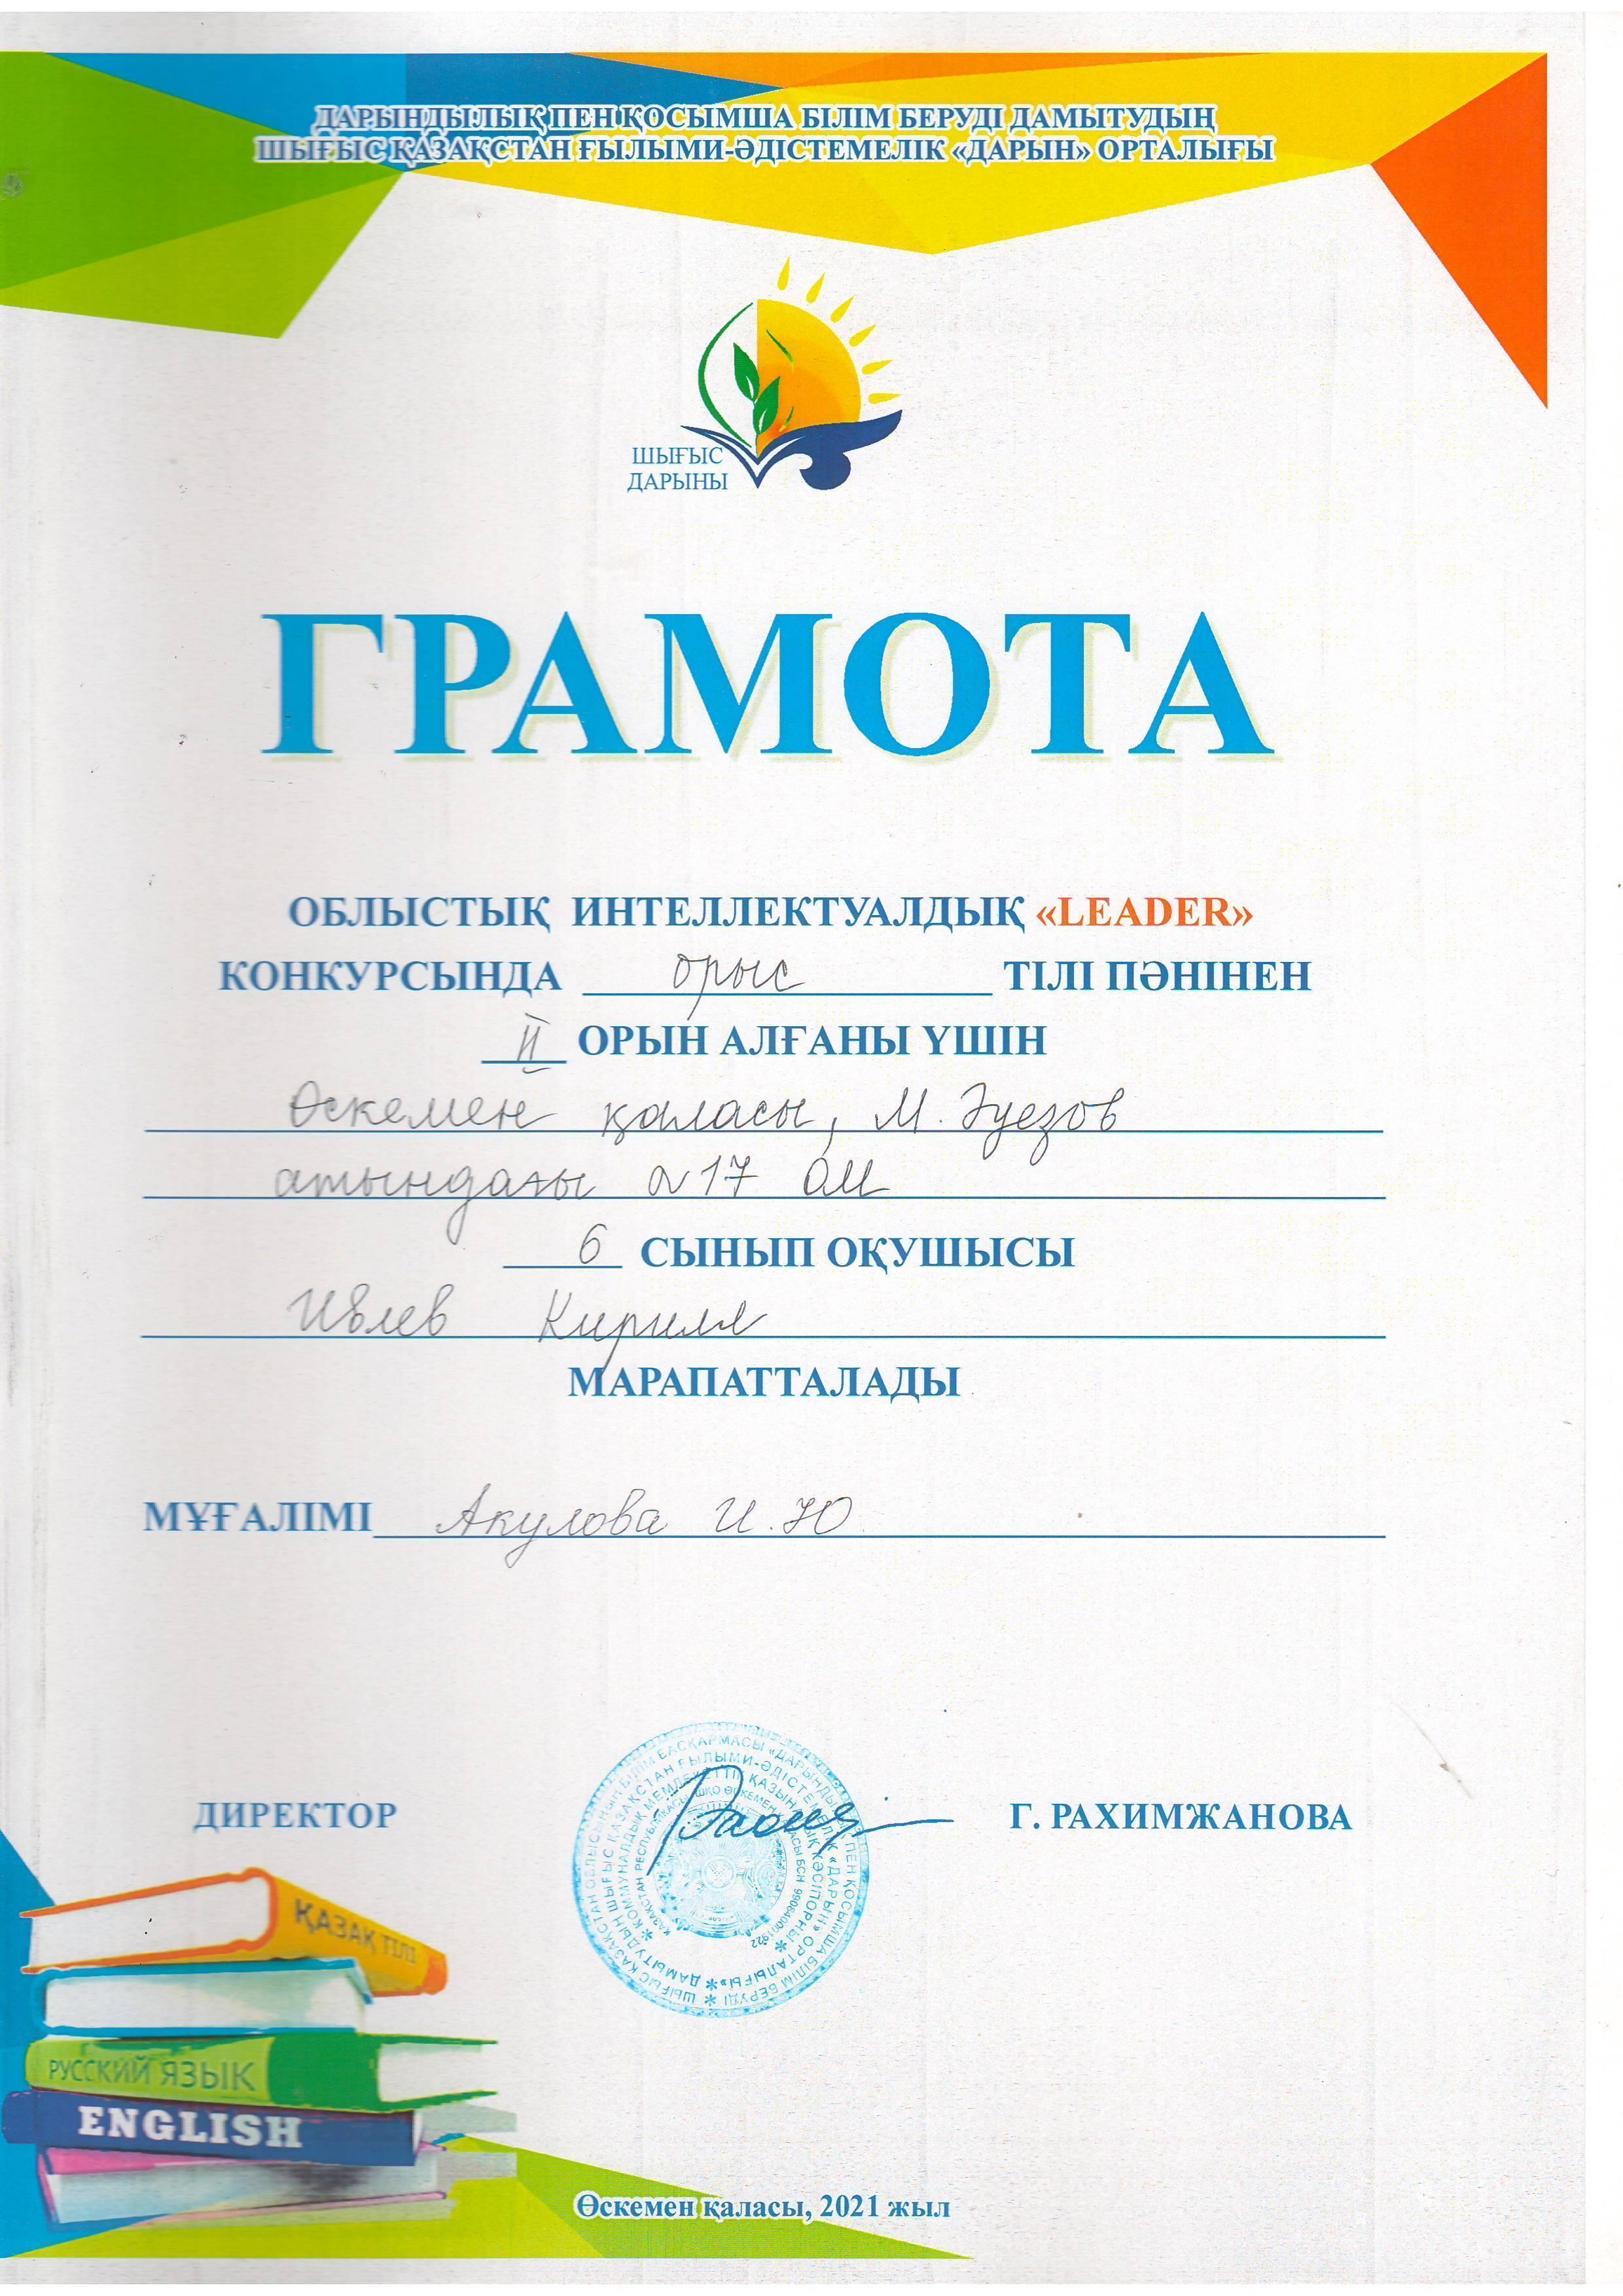 ДАРЫНДЫЛЫҚ ПЕН ҚОСЫМША БІЛІМ БЕРУДІ ДАМЫТУДЫҢ
ШЫҒЫС ҚАЗАҚСТАН ҒЫЛЫМИ-ӘДІСТЕМЕЛІК «ДАРЫН» ОРТАЛЫҒЫ
ШЫҒЫС
ДАРЫНЫ
ГРАМОТА
ОБЛЫСТЫҚ ИНТЕЛЛЕКТУАЛДЫҚ «LEADER»
КОНКУРСЫНДА орыс ТІЛІ ПӘНІНЕН
II ОРЫН АЛҒАНЫ ҮШІН
Өскемен қаласы, М. Әуезов
атындағы №17 ОМ
6 СЫНЫП ОҚУШЫСЫ
Ивлев Кирилл
МАРАПАТТАЛАДЫ
МҰҒАЛІМІ Акулова И.Ю
ДИРЕКТОР Г. РАХИМЖАНОВА
ҚАЗАҚ ТІЛІ
РУССКИЙ ЯЗЫК
ENGLISH
Өскемен қаласы, 2021 жыл